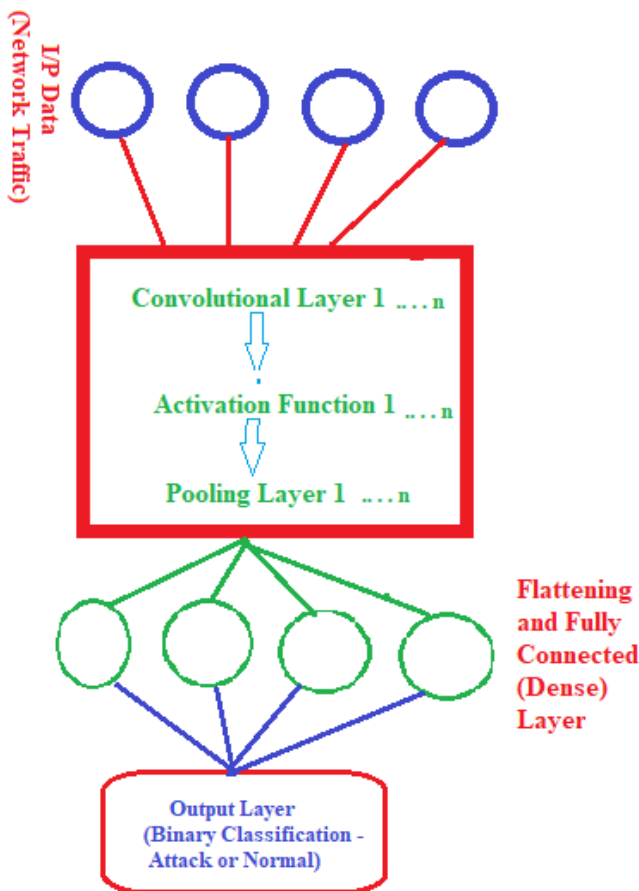 I/P Data
(Network Traffic)
Convolutional Layer 1 .. . . n
Activation Function 1 .. . . n
Pooling Layer 1 .. . . n
Flattening
and Fully
Connected
(Dense)
Layer
Output Layer
(Binary Classification -
Attack or Normal)